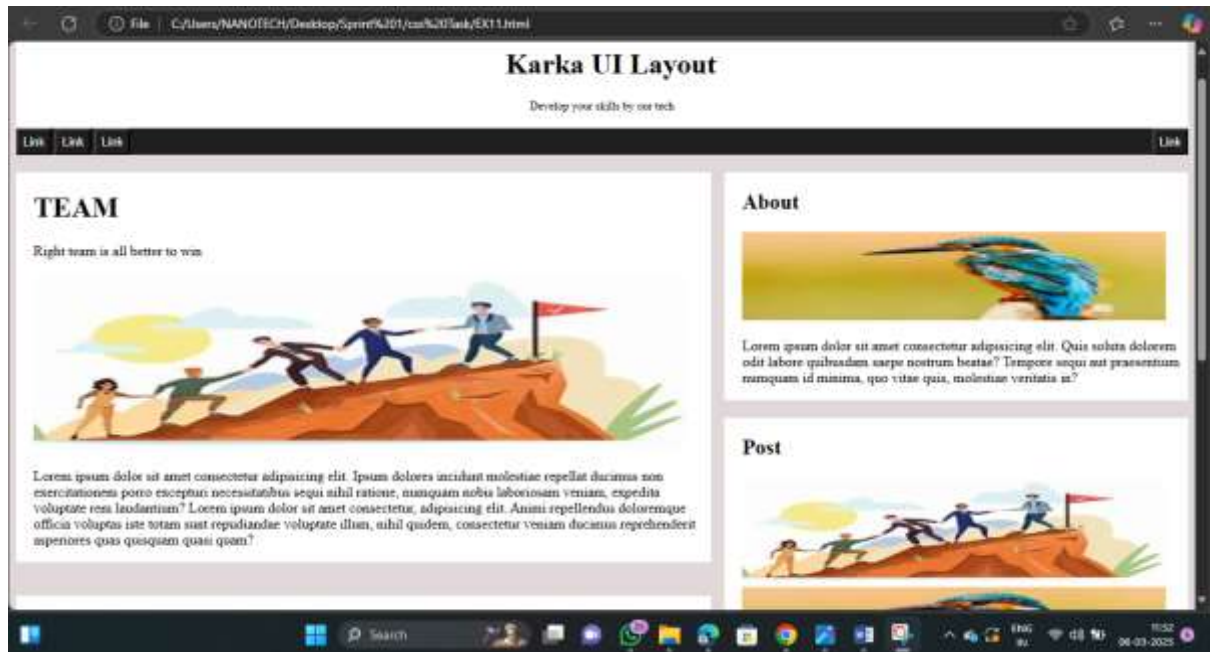 File | C:/Users/NANOTECH/Desktop/Sprint%201/css%20Task/EX11.html
Karka UI Layout
Develop your skills by our tech
Link Link Link Link
TEAM
Right team is all better to win
Lorem ipsum dolor sit amet consectetur adipisicing elit. Ipsum dolores incidunt molestiae repellat ducimus non
exercitationem porro excepturi necessitatibus sequi nihil ratione, numquam nobis laboriosam veniam, expedita
voluptate rem laudantium? Lorem ipsum dolor sit amet consectetur, adipisicing elit. Animi repellendus doloremque
officia voluptas iste totam sunt repudiandae voluptate illum, nihil quidem, consectetur veniam ducimus reprehenderit
asperiores quas quisquam quasi quam?
About
Lorem ipsum dolor sit amet consectetur adipisicing elit. Quis soluta dolorem
odit labore quibusdam saepe nostrum beatae? Tempore sequi aut praesentium
numquam id minima, quo vitae quis, molestiae veritatis in?
Post
Search
ENG
IN
11:52
06-03-2025